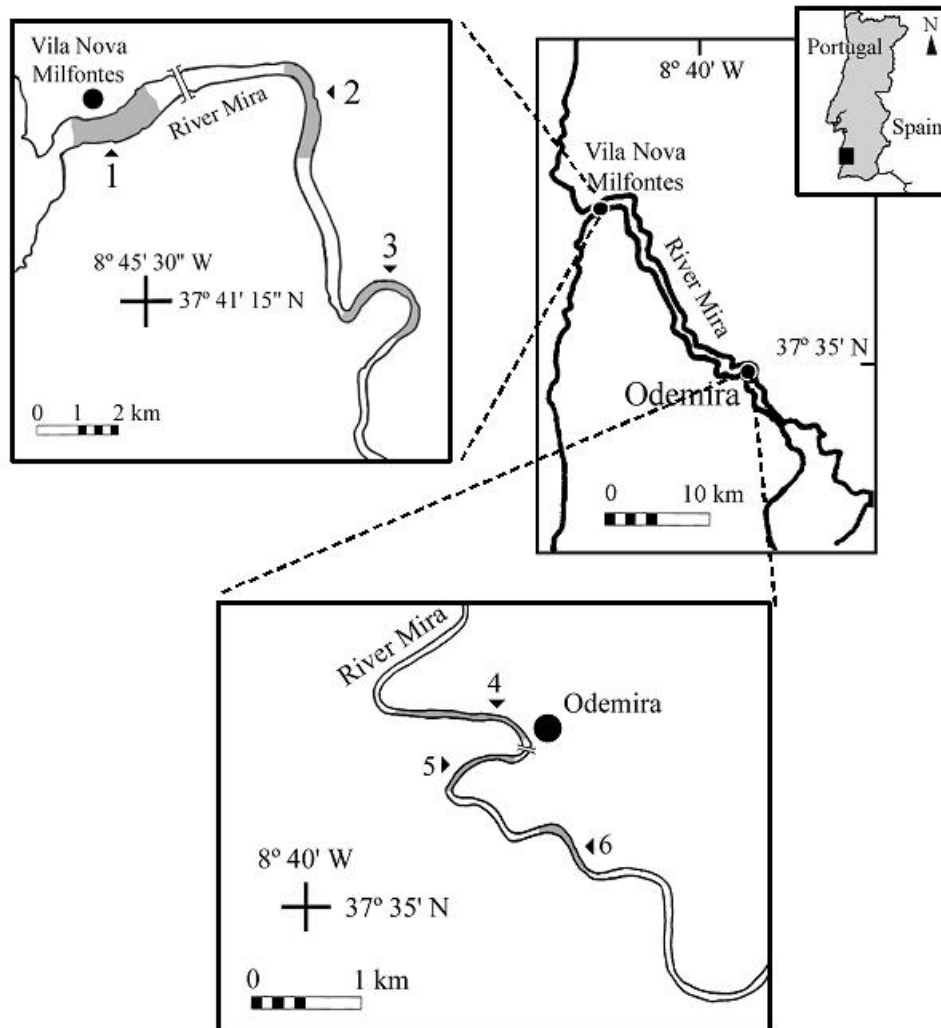 Vila Nova
Milfontes
River Mira
2
1
3
8º 45' 30" W
37º 41' 15" N
0 1 2 km
8º 40' W
Vila Nova
Milfontes
River Mira
37º 35' N
Odemira
0 10 km
N
Portugal
Spain
River Mira
4
Odemira
5
6
8º 40' W
37º 35' N
0 1 km